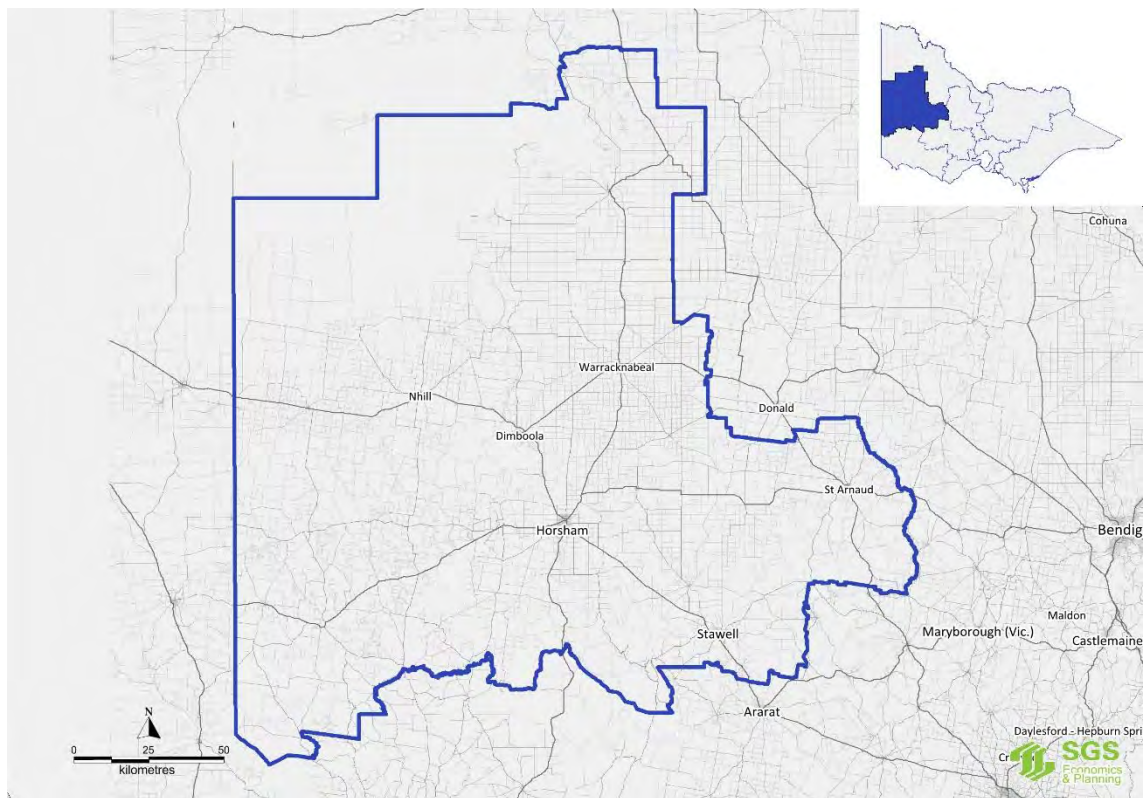 Cohuna
Warracknabeal
Nhill
Donald
Dimboola
St Arnaud
Horsham
Bendig
Maldon
Stawell
Maryborough (Vic.)
Castlemaine
Ararat
N
Daylesford - Hepburn Spri
0 25 50
kilometres
Cr
SGS
Economics
& Planning